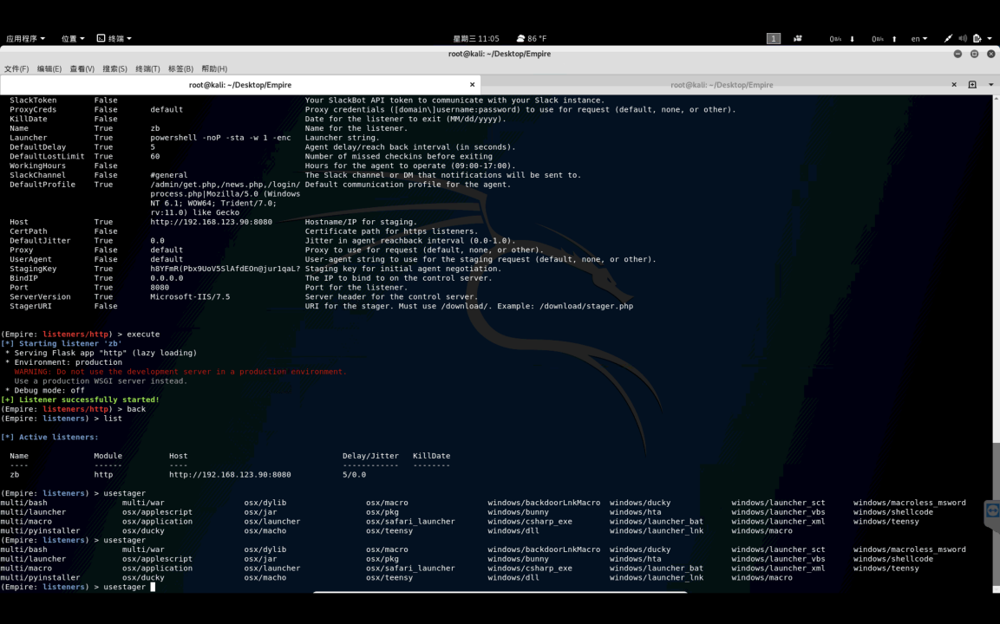 应用程序 ▾ 位置 ▾ 终端 ▾ 星期三 11:05 86 °F 1 0B/s ⬇ 0B/s ⬆ en ▾
root@kali: ~/Desktop/Empire
文件(F) 编辑(E) 查看(V) 搜索(S) 终端(T) 标签(B) 帮助(H)
root@kali: ~/Desktop/Empire × root@kali: ~/Desktop/Empire ×
SlackToken False Your SlackBot API token to communicate with your Slack instance.
ProxyCreds False default Proxy credentials ([domain\]username:password) to use for request (default, none, or other).
KillDate False Date for the listener to exit (MM/dd/yyyy).
Name True zb Name for the listener.
Launcher True powershell -noP -sta -w 1 -enc Launcher string.
DefaultDelay True 5 Agent delay/reach back interval (in seconds).
DefaultLostLimit True 60 Number of missed checkins before exiting
WorkingHours False Hours for the agent to operate (09:00-17:00).
SlackChannel False #general The Slack channel or DM that notifications will be sent to.
DefaultProfile True /admin/get.php,/news.php,/login/ Default communication profile for the agent.
process.php|Mozilla/5.0 (Windows
NT 6.1; WOW64; Trident/7.0;
rv:11.0) like Gecko
Host True http://192.168.123.90:8080 Hostname/IP for staging.
CertPath False Certificate path for https listeners.
DefaultJitter True 0.0 Jitter in agent reachback interval (0.0-1.0).
Proxy False default Proxy to use for request (default, none, or other).
UserAgent False default User-agent string to use for the staging request (default, none, or other).
StagingKey True h8YFmR(Pbx9UoV5SlAfdEOn@jur1qaL? Staging key for initial agent negotiation.
BindIP True 0.0.0.0 The IP to bind to on the control server.
Port True 8080 Port for the listener.
ServerVersion True Microsoft-IIS/7.5 Server header for the control server.
StagerURI False URI for the stager. Must use /download/. Example: /download/stager.php
(Empire: listeners/http) > execute
[*] Starting listener 'zb'
* Serving Flask app "http" (lazy loading)
* Environment: production
WARNING: Do not use the development server in a production environment.
Use a production WSGI server instead.
* Debug mode: off
[+] Listener successfully started!
(Empire: listeners/http) > back
(Empire: listeners) > list
[*] Active listeners:
Name Module Host Delay/Jitter KillDate
---- ------ ---- ------------ --------
zb http http://192.168.123.90:8080 5/0.0
(Empire: listeners) > usestager
multi/bash multi/war osx/dylib osx/macro windows/backdoorLnkMacro windows/ducky windows/launcher_sct windows/macroless_msword
multi/launcher osx/applescript osx/jar osx/pkg windows/bunny windows/hta windows/launcher_vbs windows/shellcode
multi/macro osx/application osx/launcher osx/safari_launcher windows/csharp_exe windows/launcher_bat windows/launcher_xml windows/teensy
multi/pyinstaller osx/ducky osx/macho osx/teensy windows/dll windows/launcher_lnk windows/macro
(Empire: listeners) > usestager
multi/bash multi/war osx/dylib osx/macro windows/backdoorLnkMacro windows/ducky windows/launcher_sct windows/macroless_msword
multi/launcher osx/applescript osx/jar osx/pkg windows/bunny windows/hta windows/launcher_vbs windows/shellcode
multi/macro osx/application osx/launcher osx/safari_launcher windows/csharp_exe windows/launcher_bat windows/launcher_xml windows/teensy
multi/pyinstaller osx/ducky osx/macho osx/teensy windows/dll windows/launcher_lnk windows/macro
(Empire: listeners) > usestager